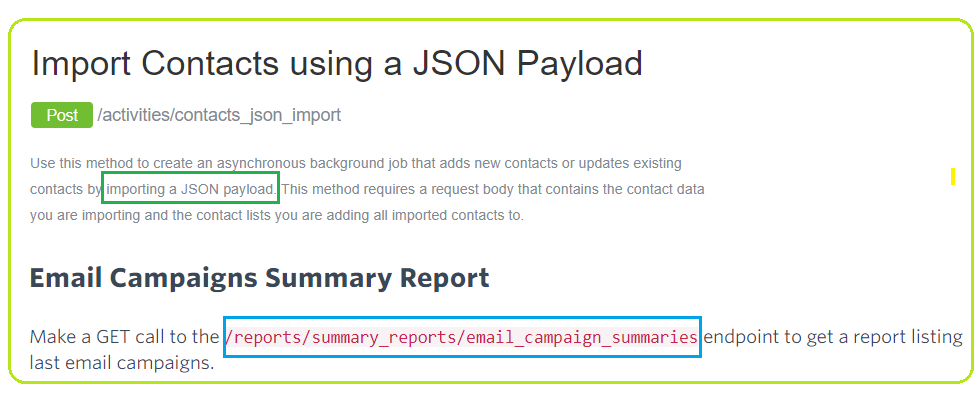 Import Contacts using a JSON Payload
Post /activities/contacts_json_import
Use this method to create an asynchronous background job that adds new contacts or updates existing
contacts by importing a JSON payload. This method requires a request body that contains the contact data
you are importing and the contact lists you are adding all imported contacts to.
Email Campaigns Summary Report
Make a GET call to the /reports/summary_reports/email_campaign_summaries endpoint to get a report listing
last email campaigns.